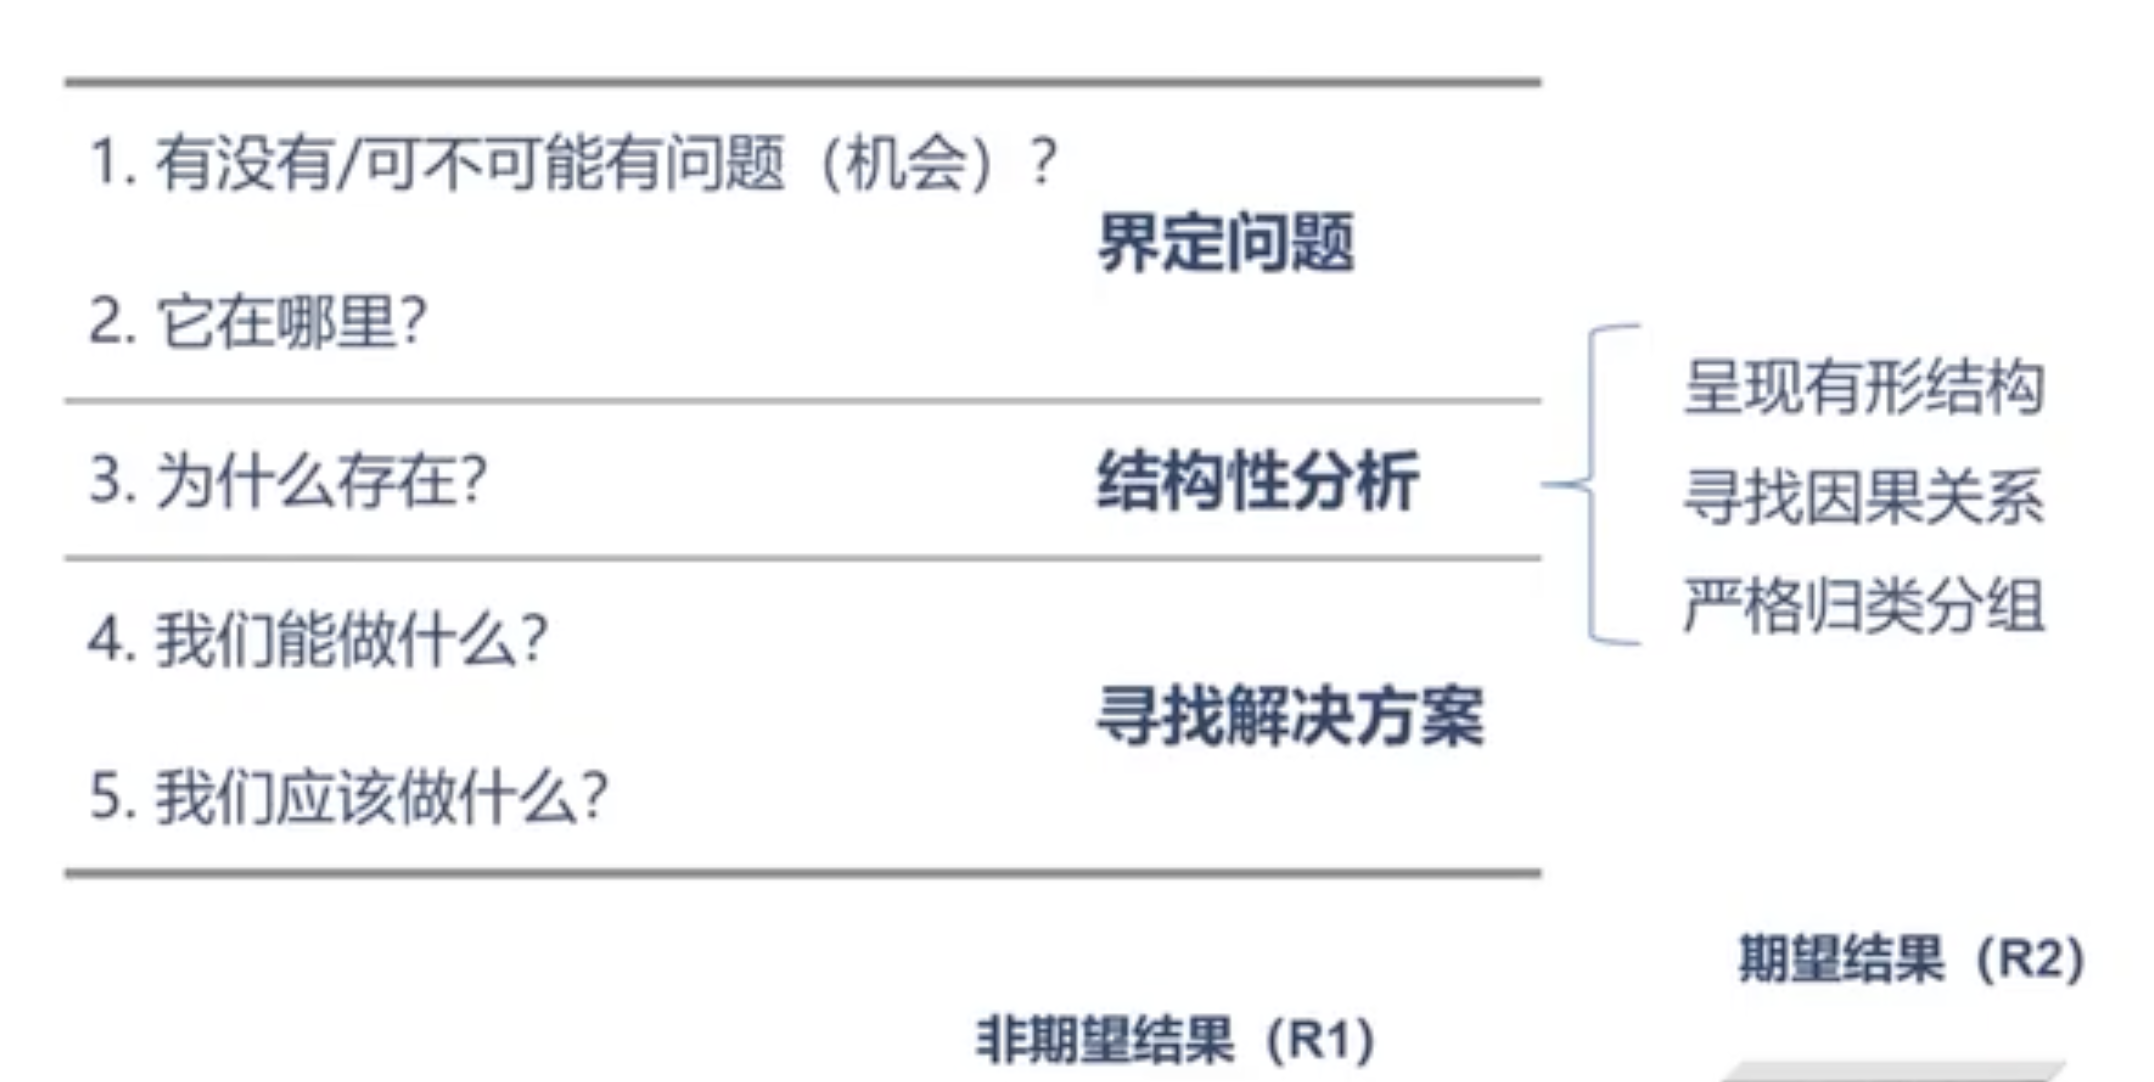 1. 有没有/可不可能有问题（机会）？
界定问题
2. 它在哪里?
3. 为什么存在?
结构性分析
呈现有形结构
寻找因果关系
严格归类分组
4. 我们能做什么?
寻找解决方案
5. 我们应该做什么?
期望结果（R2）
非期望结果（R1）